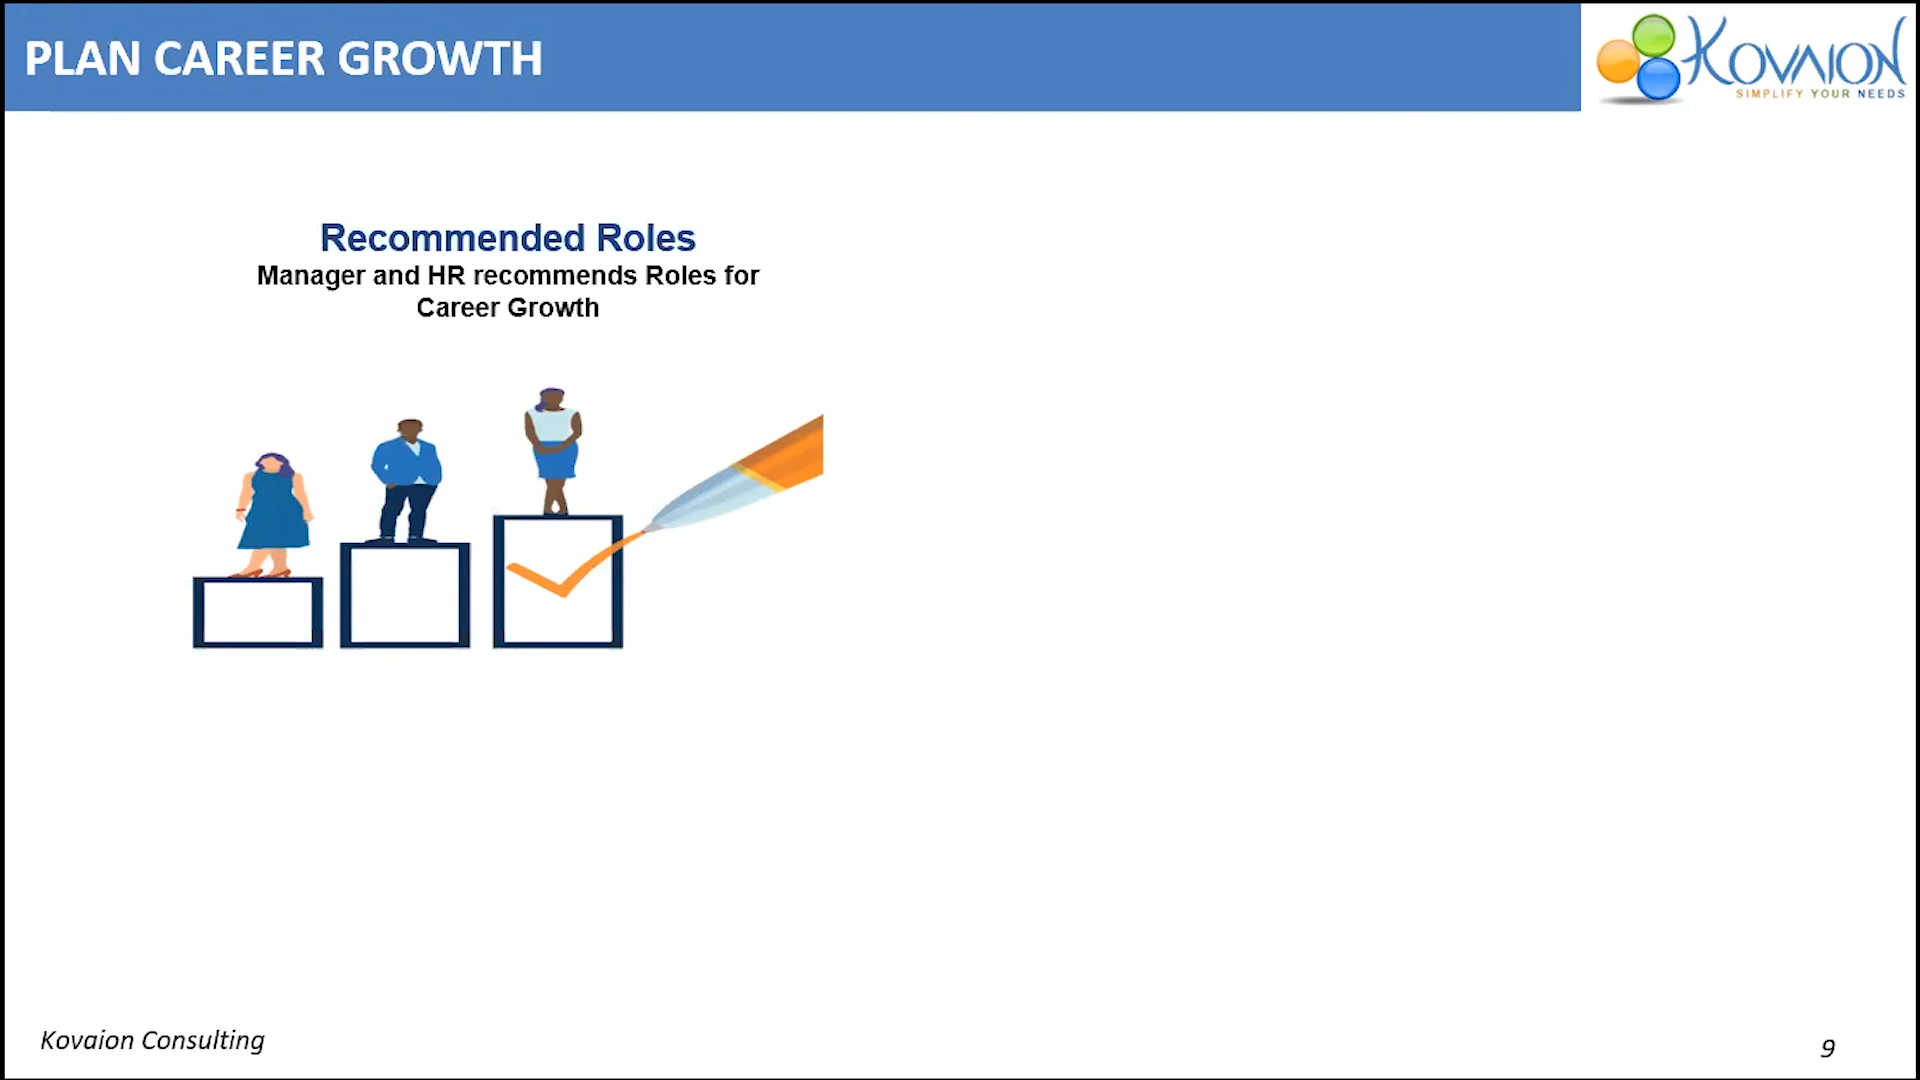 PLAN CAREER GROWTH
KOVAION
SIMPLIFY YOUR NEEDS
Recommended Roles
Manager and HR recommends Roles for
Career Growth
Kovaion Consulting
9